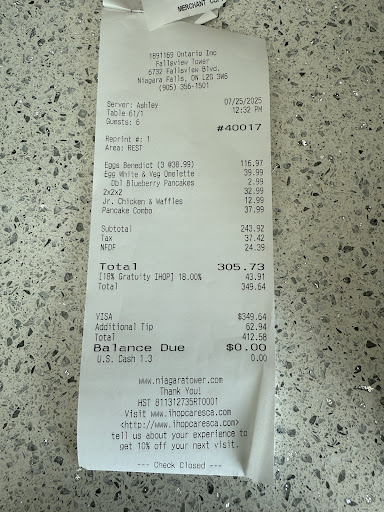 MERCHANT COPY
1891169 Ontario Inc
Fallsview Tower
6732 Fallsview Blvd.
Niagara Falls, ON L2G 3W6
(905) 356-1501
Server: Ashley 07/25/2025
Table 61/1 12:32 PM
Guests: 6
#40017
Reprint #: 1
Area: REST
Eggs Benedict (3 @38.99) 116.97
Egg White & Veg Omelette 39.99
Dbl Blueberry Pancakes 2.99
2x2x2 32.99
Jr. Chicken & Waffles 12.99
Pancake Combo 37.99
Subtotal 243.92
Tax 37.42
NFDF 24.39
Total 305.73
[18% Gratuity IHOP] 18.00% 43.91
Total 349.64
VISA $349.64
Additional Tip 62.94
Total 412.58
Balance Due $0.00
U.S. Cash 1.3 0.00
www.niagaratower.com
Thank You!
HST 811312735RT0001
Visit www.ihopcaresca.com
<http://www.ihopcaresca.com>
tell us about your experience to
get 10% off your next visit.
--- Check Closed ---